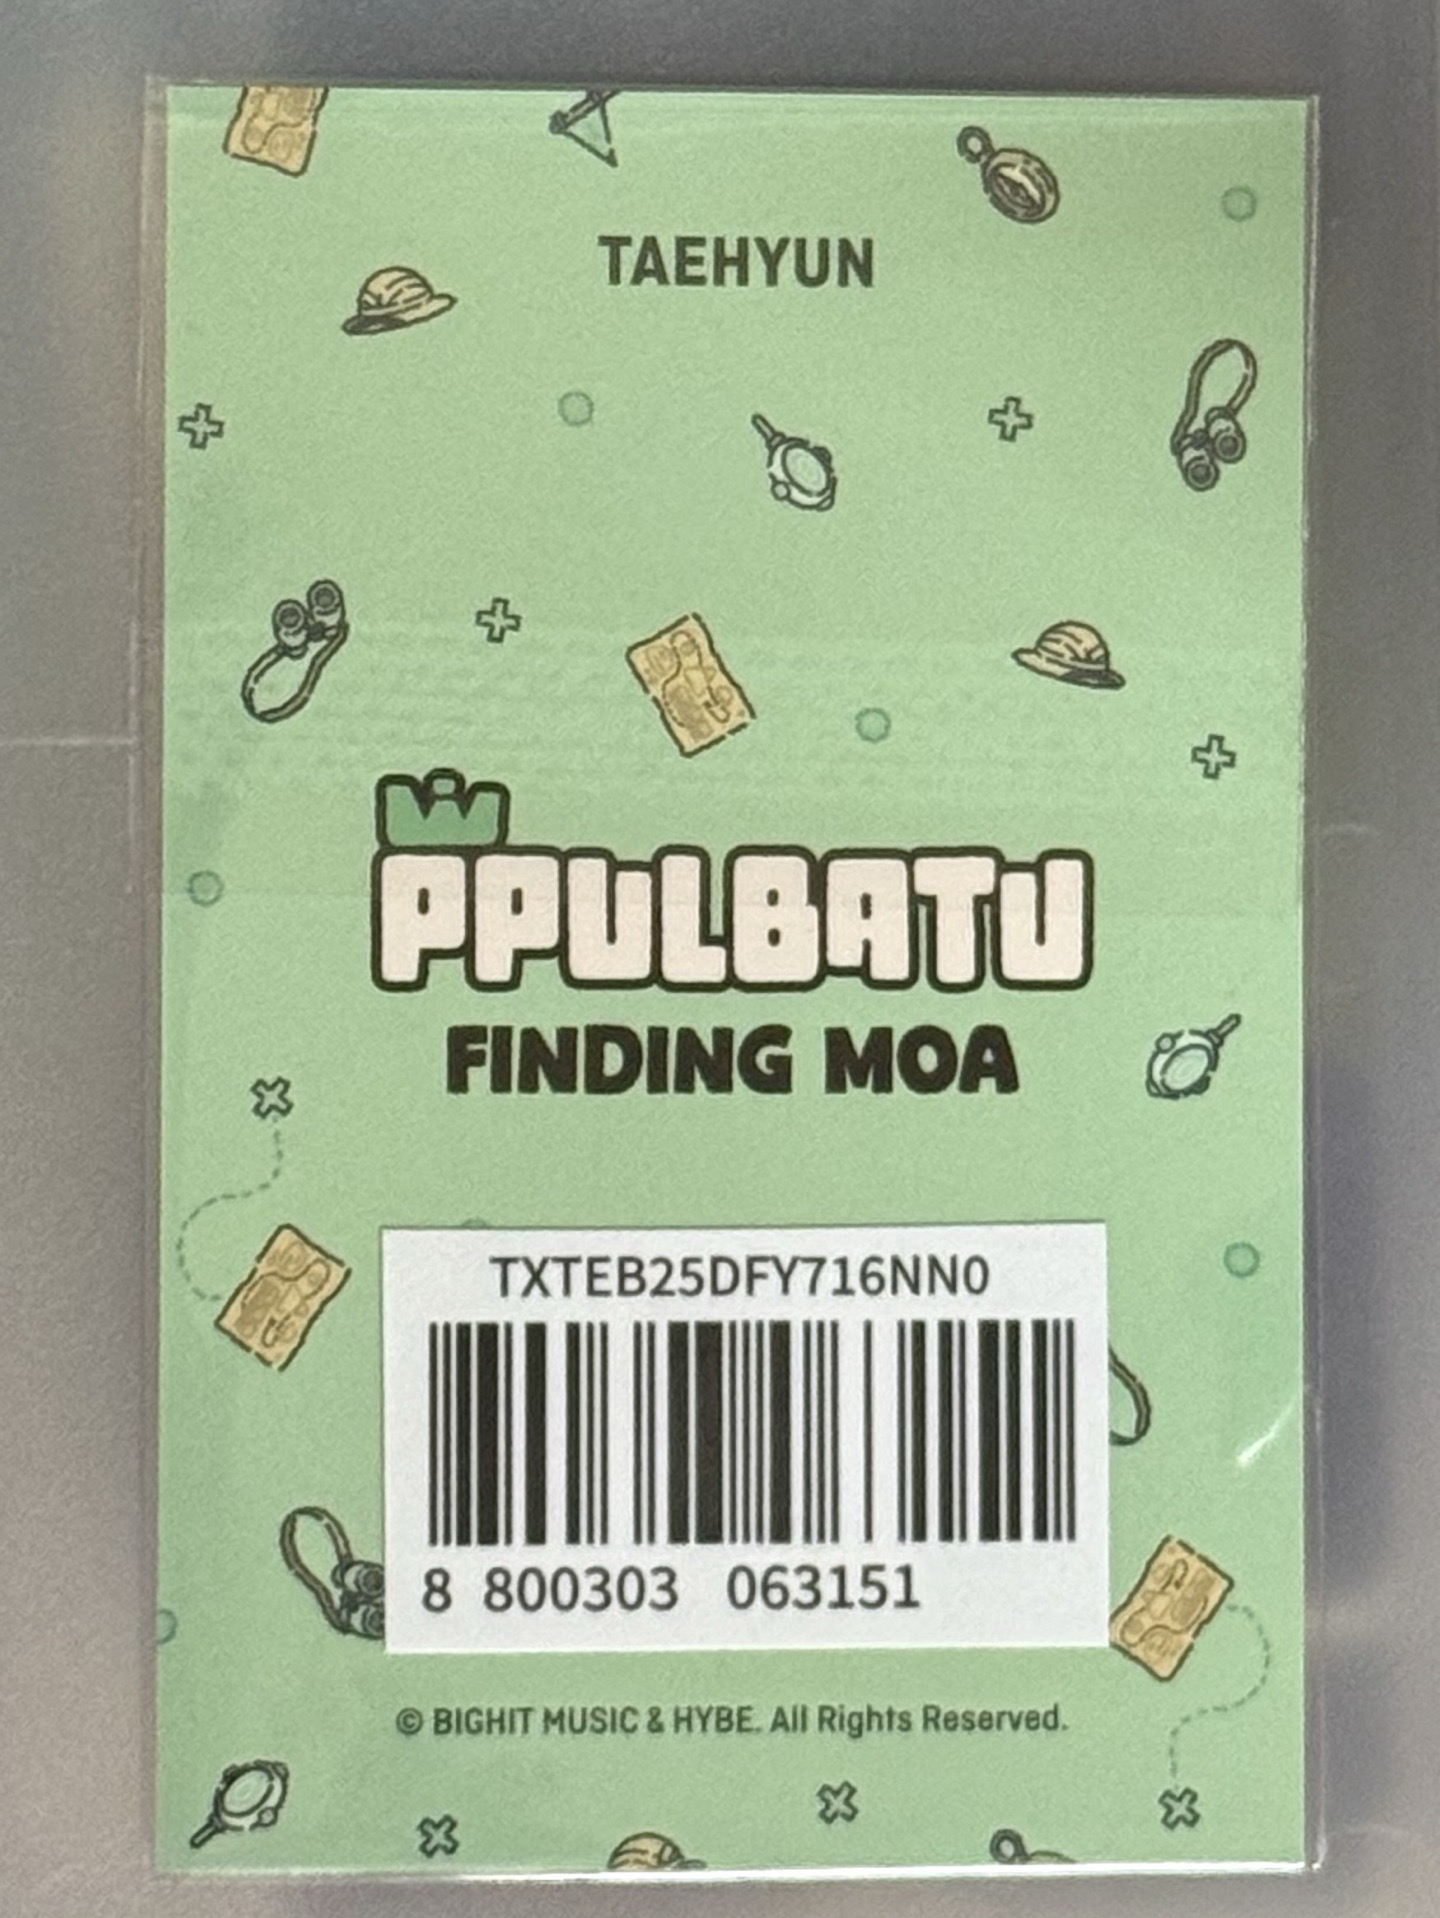 TAEHYUN
PPULBATU
FINDING MOA
TXTEB25DFY716NN0
8 800303 063151
© BIGHIT MUSIC & HYBE. All Rights Reserved.